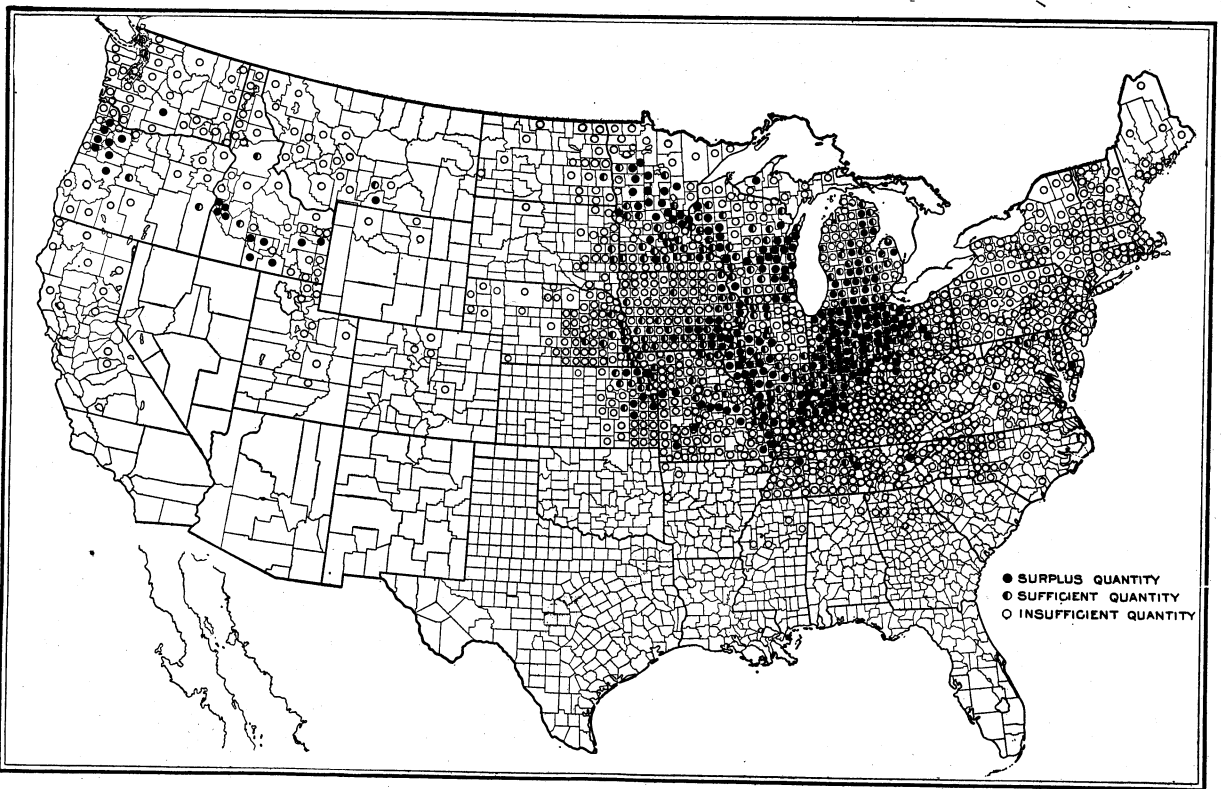 ● SURPLUS QUANTITY
◐ SUFFICIENT QUANTITY
○ INSUFFICIENT QUANTITY